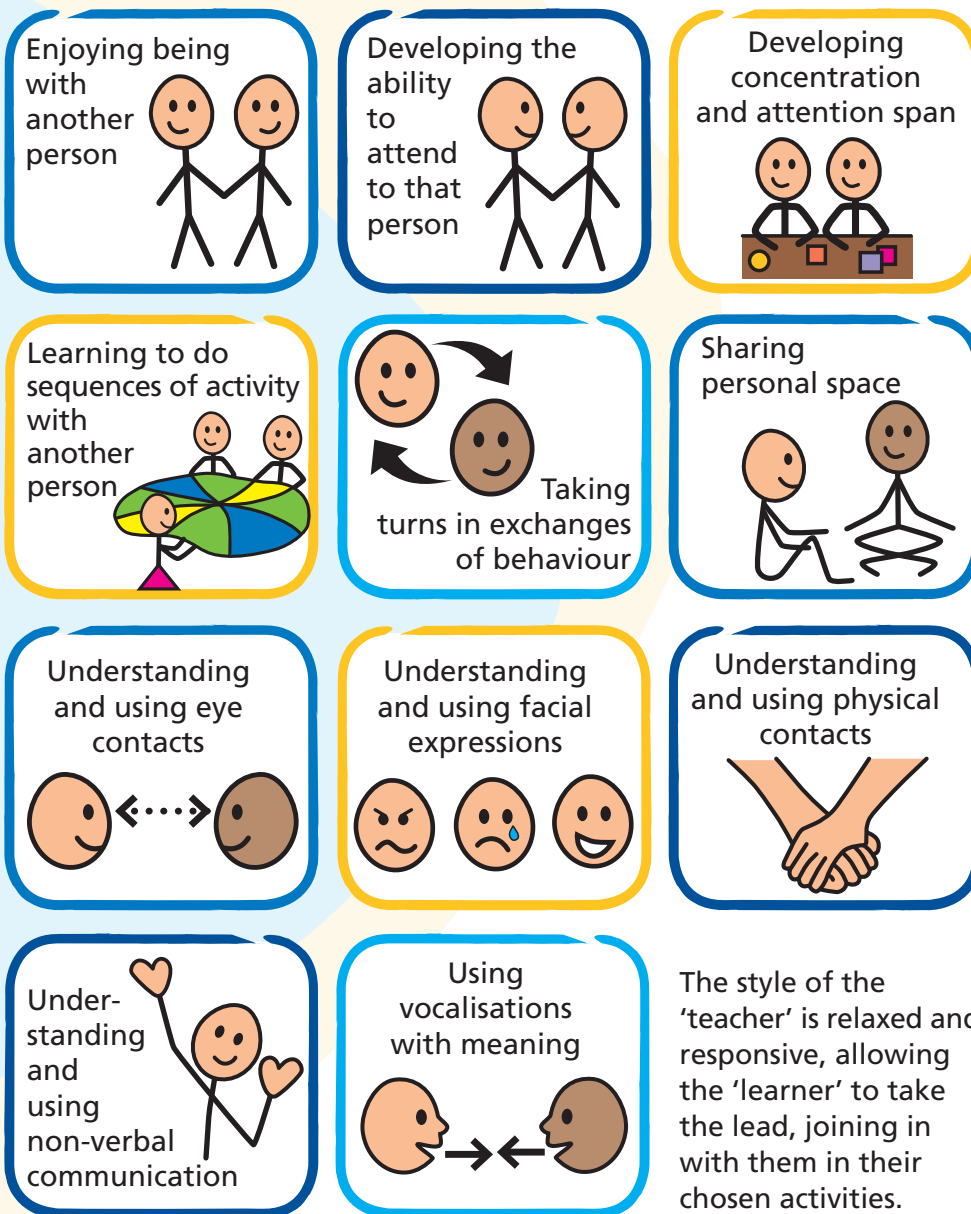 Enjoying being
with
another
person
Developing the
ability
to
attend
to that
person
Developing
concentration
and attention span
Learning to do
sequences of activity
with
another
person
Taking
turns in exchanges
of behaviour
Sharing
personal space
Understanding
and using eye
contacts
Understanding
and using facial
expressions
Understanding
and using physical
contacts
Under-
standing
and
using
non-verbal
communication
Using
vocalisations
with meaning
The style of the
‘teacher’ is relaxed and
responsive, allowing
the ‘learner’ to take
the lead, joining in
with them in their
chosen activities.